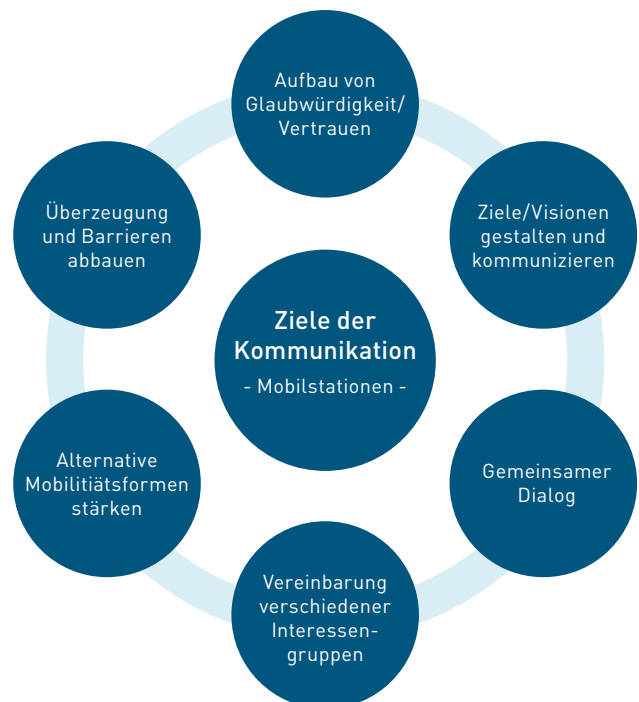 Aufbau von
Glaubwürdigkeit/
Vertrauen
Überzeugung
und Barrieren
abbauen
Ziele/Visionen
gestalten und
kommunizieren
Ziele der
Kommunikation
- Mobilstationen -
Alternative
Mobilitiätsformen
stärken
Gemeinsamer
Dialog
Vereinbarung
verschiedener
Interessen-
gruppen